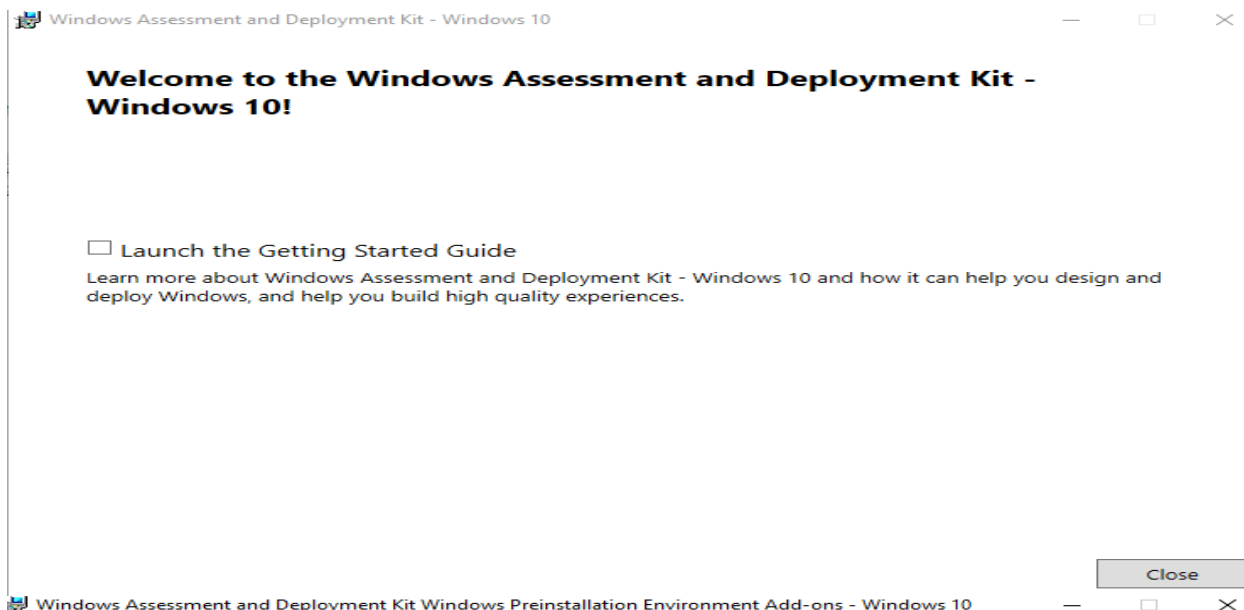 Windows Assessment and Deployment Kit - Windows 10
Welcome to the Windows Assessment and Deployment Kit -
Windows 10!
Launch the Getting Started Guide
Learn more about Windows Assessment and Deployment Kit - Windows 10 and how it can help you design and
deploy Windows, and help you build high quality experiences.
Close
Windows Assessment and Deployment Kit Windows Preinstallation Environment Add-ons - Windows 10